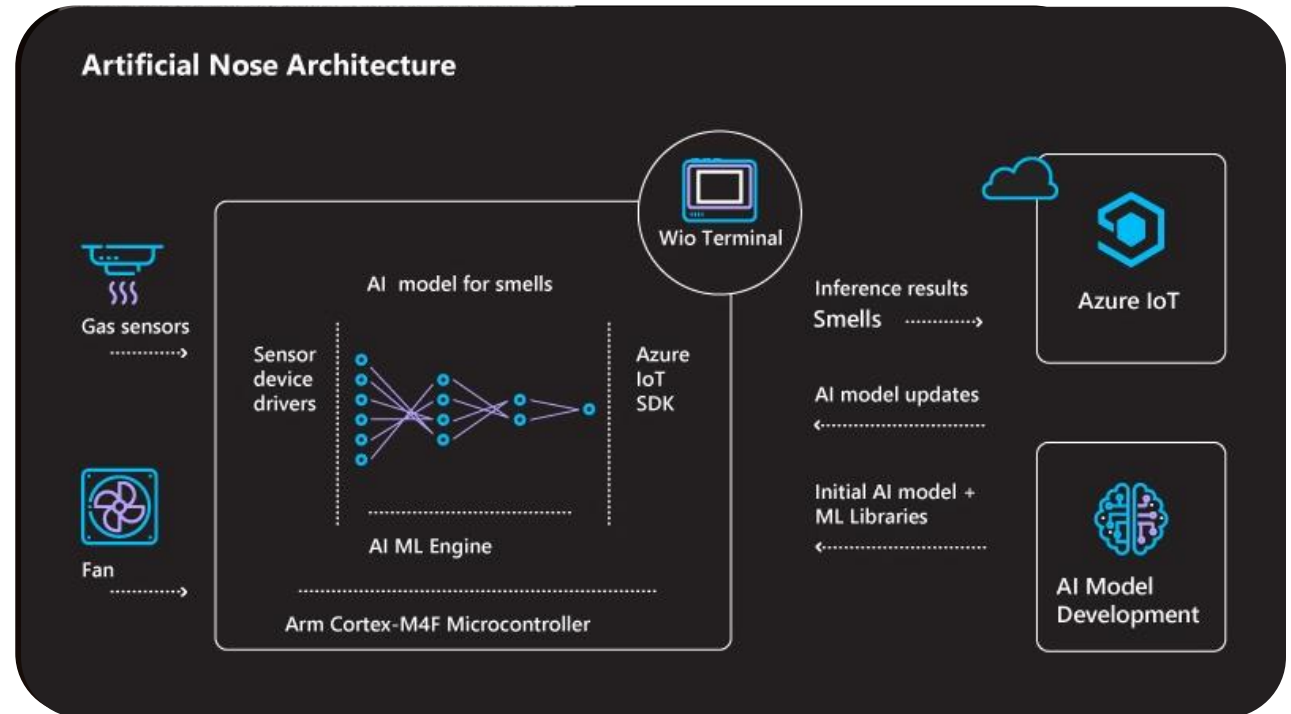 Artificial Nose Architecture
Wio Terminal
Gas sensors
Fan
AI model for smells
Sensor
device
drivers
Azure
IoT
SDK
AI ML Engine
Arm Cortex-M4F Microcontroller
Inference results
Smells
AI model updates
Initial AI model +
ML Libraries
Azure IoT
AI Model
Development